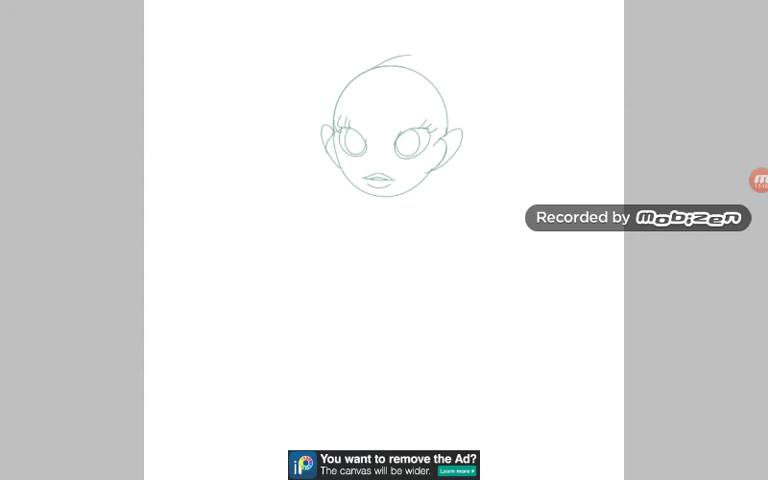 Recorded by mobizen
You want to remove the Ad?
The canvas will be wider.
Learn more